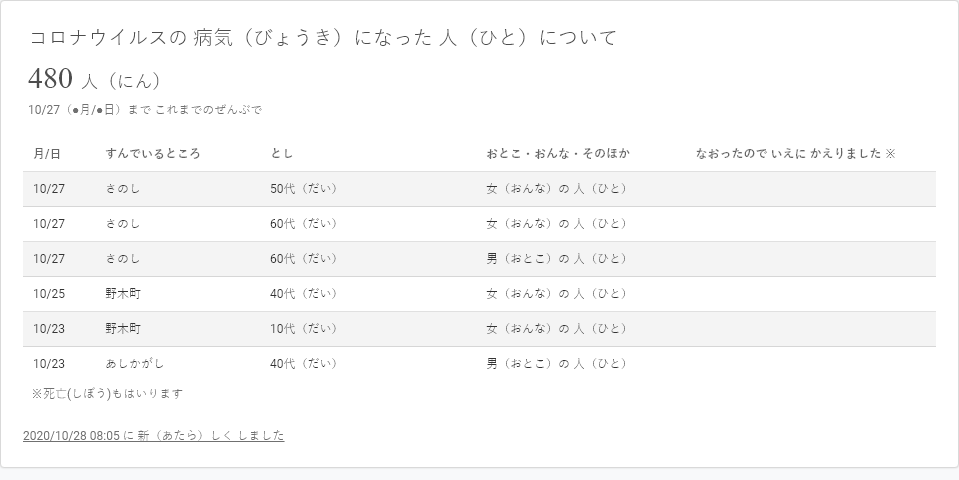 コロナウイルスの 病気（びょうき）になった 人（ひと）について
480 人（にん）
10/27（●月/●日）まで これまでのぜんぶで
月/日 すんでいるところ とし おとこ・おんな・そのほか なおったので いえに かえりました ※
10/27 さのし 50代（だい） 女（おんな）の 人（ひと）
10/27 さのし 60代（だい） 女（おんな）の 人（ひと）
10/27 さのし 60代（だい） 男（おとこ）の 人（ひと）
10/25 野木町 40代（だい） 女（おんな）の 人（ひと）
10/23 野木町 10代（だい） 女（おんな）の 人（ひと）
10/23 あしかがし 40代（だい） 男（おとこ）の 人（ひと）
※死亡(しぼう)もはいります
2020/10/28 08:05 に 新（あたら）しく しました